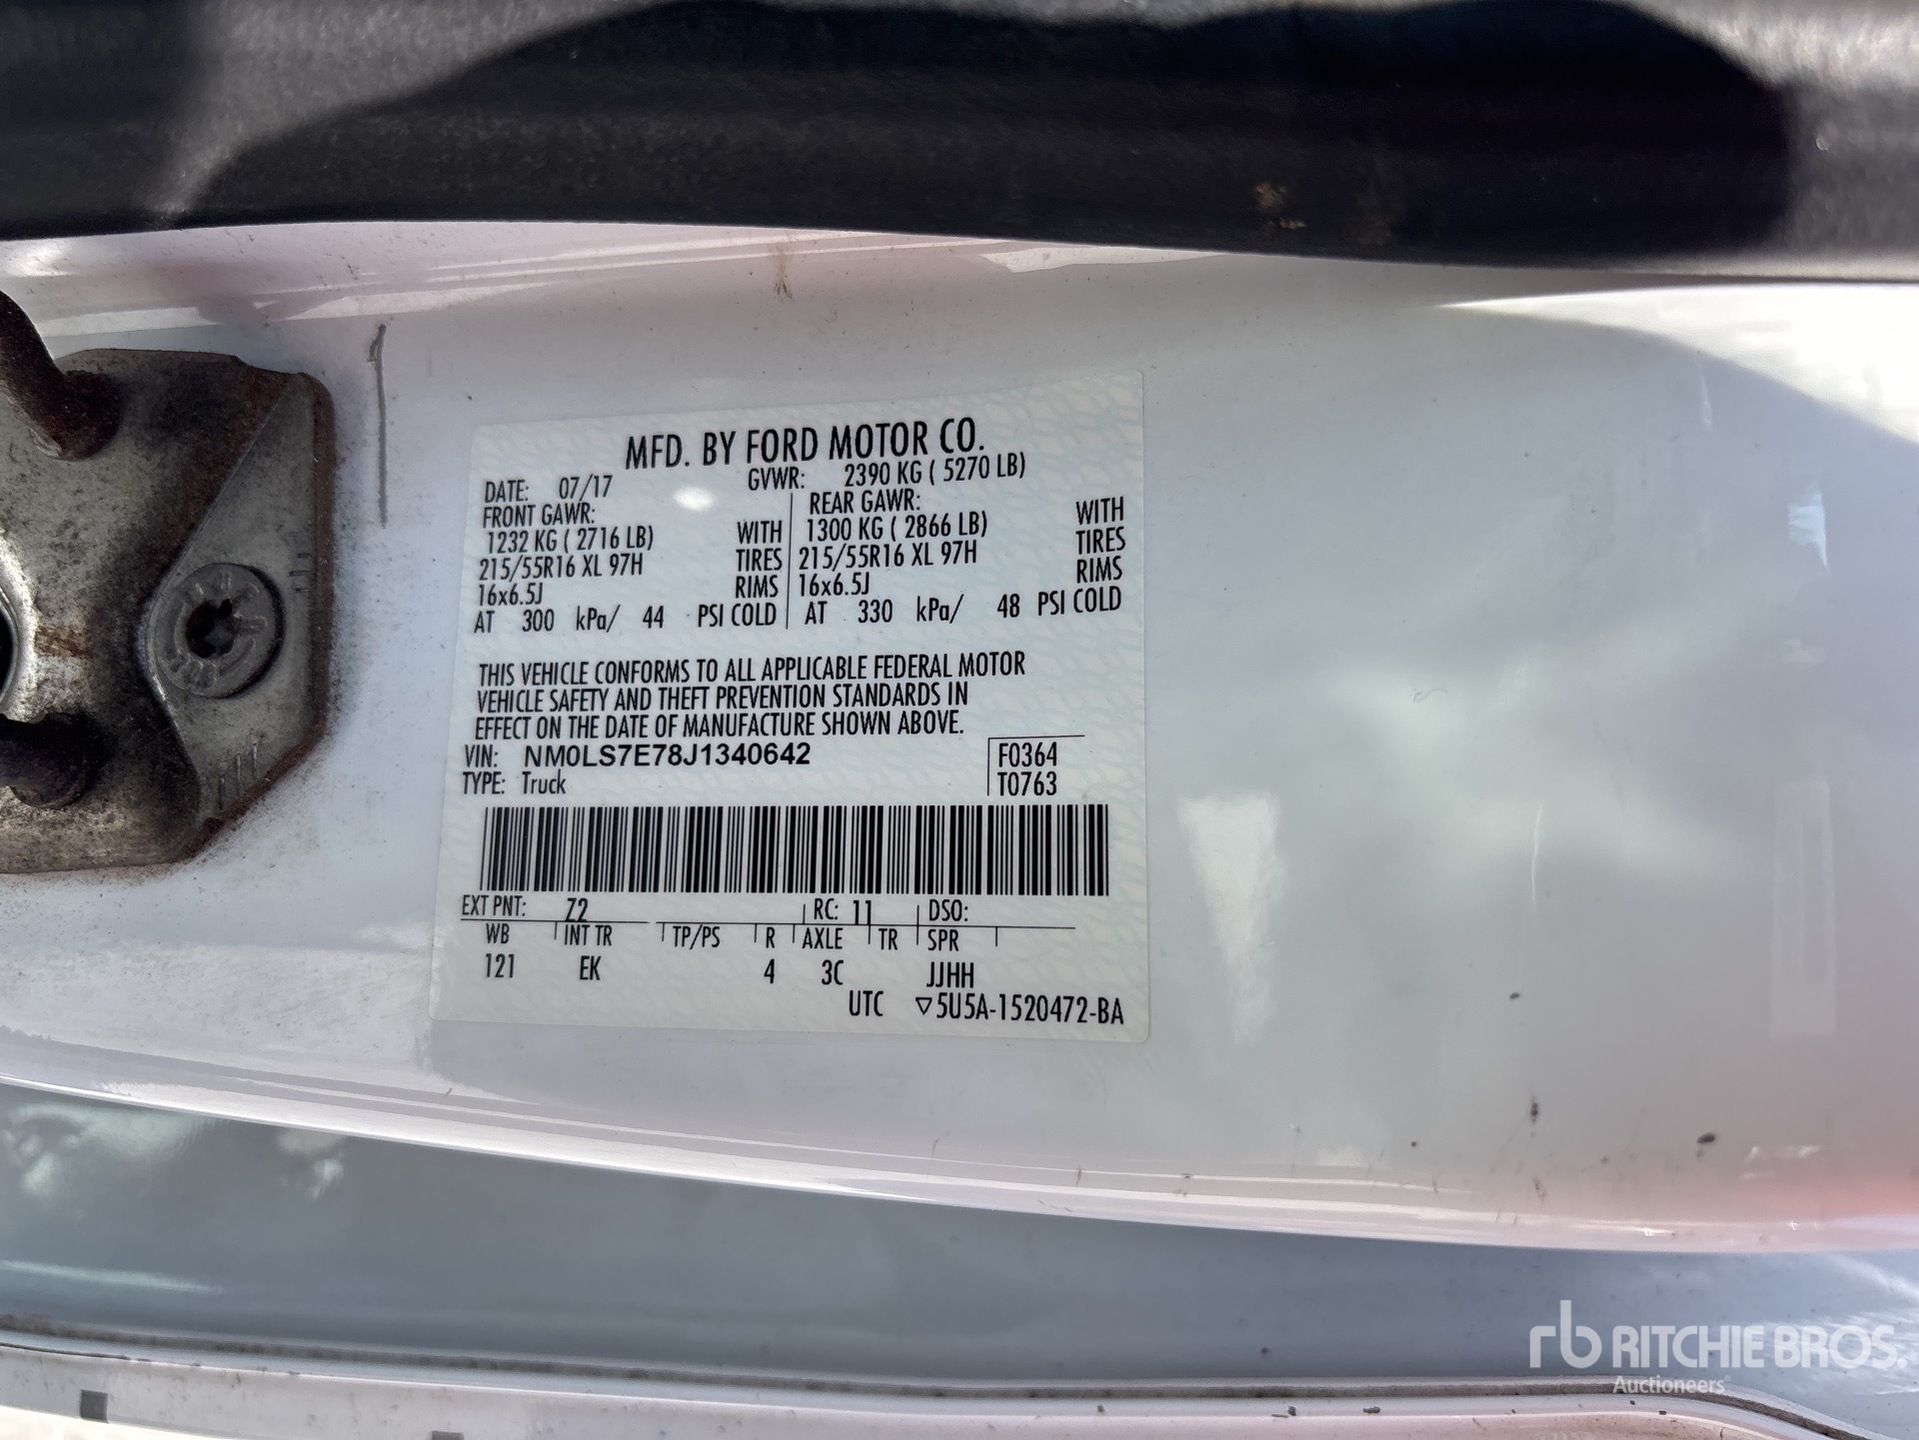 MFD. BY FORD MOTOR CO.
DATE: 07/17 GVWR: 2390 KG ( 5270 LB)
FRONT GAWR: REAR GAWR:
1232 KG ( 2716 LB) WITH 1300 KG ( 2866 LB) WITH
215/55R16 XL 97H TIRES 215/55R16 XL 97H TIRES
16x6.5J RIMS 16x6.5J RIMS
AT 300 kPa/ 44 PSI COLD AT 330 kPa/ 48 PSI COLD
THIS VEHICLE CONFORMS TO ALL APPLICABLE FEDERAL MOTOR
VEHICLE SAFETY AND THEFT PREVENTION STANDARDS IN
EFFECT ON THE DATE OF MANUFACTURE SHOWN ABOVE.
VIN: NM0LS7E78J1340642 F0364
TYPE: Truck T0763
EXT PNT: Z2 RC: 11 DSO:
WB INT TR TP/PS R AXLE TR SPR
121 EK 4 3C JJHH
UTC ▽5U5A-1520472-BA
rb RITCHIE BROS.
Auctioneers